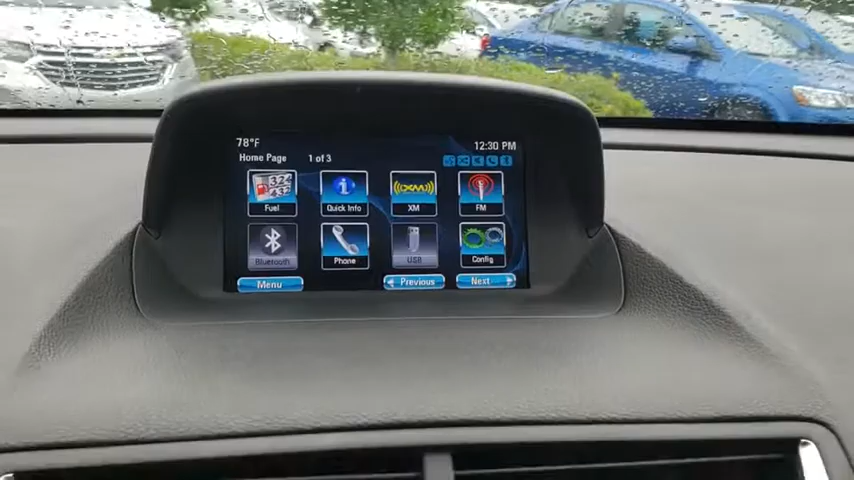 78°F 12:30 PM
Home Page 1 of 3
Fuel Quick Info XM FM
Bluetooth Phone USB Config
Menu Previous Next